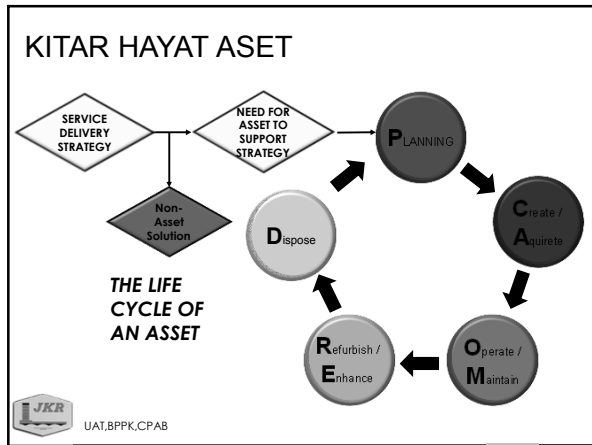 KITAR HAYAT ASET
SERVICE
DELIVERY
STRATEGY
NEED FOR
ASSET TO
SUPPORT
STRATEGY
PLANNING
Non-
Asset
Solution
Create /
Aquirete
Dispose
THE LIFE
CYCLE OF
AN ASSET
Refurbish /
Enhance
Operate /
Maintain
JKR
UAT,BPPK,CPAB